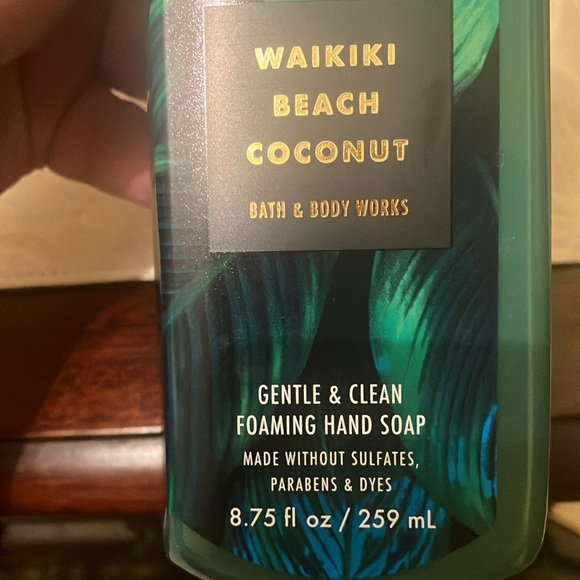 WAIKIKI
BEACH
COCONUT
BATH & BODY WORKS
GENTLE & CLEAN
FOAMING HAND SOAP
MADE WITHOUT SULFATES,
PARABENS & DYES
8.75 fl oz / 259 mL